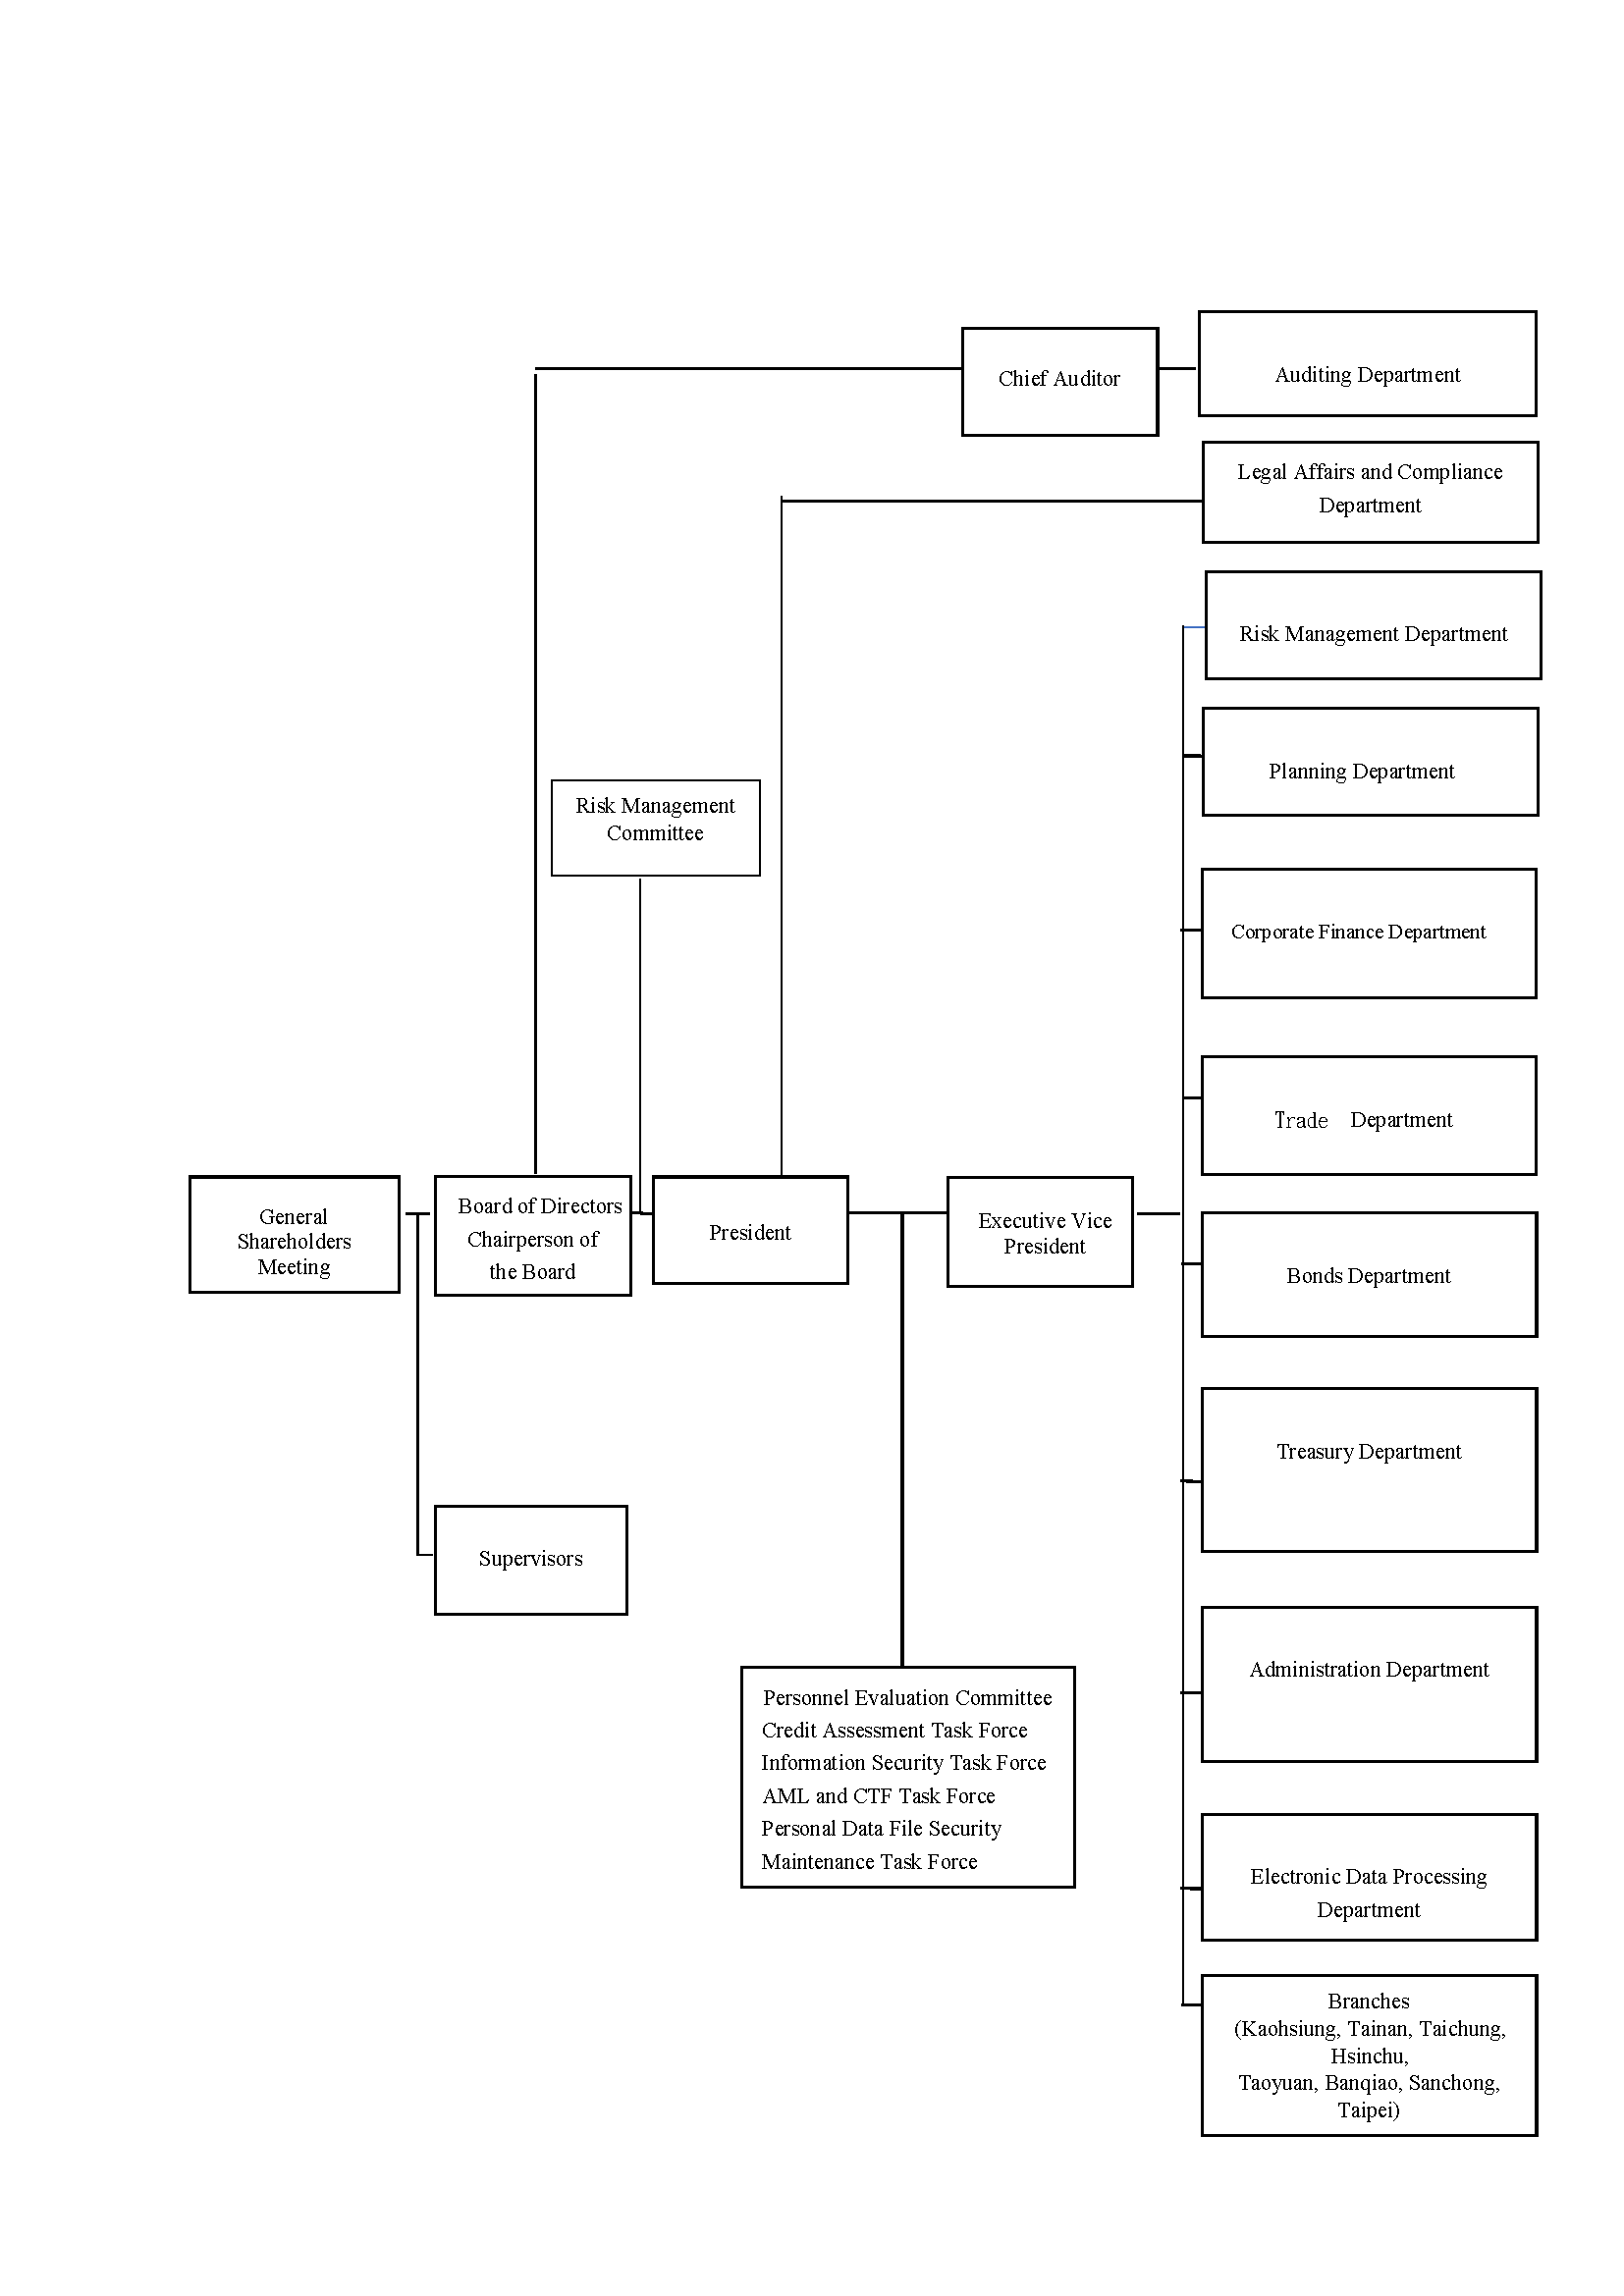 Chief Auditor
Auditing Department
Legal Affairs and Compliance
Department
Risk Management Department
Planning Department
Risk Management
Committee
Corporate Finance Department
Trade Department
General
Shareholders
Meeting
Board of Directors
Chairperson of
the Board
President
Executive Vice
President
Bonds Department
Treasury Department
Supervisors
Administration Department
Personnel Evaluation Committee
Credit Assessment Task Force
Information Security Task Force
AML and CTF Task Force
Personal Data File Security
Maintenance Task Force
Electronic Data Processing
Department
Branches
(Kaohsiung, Tainan, Taichung,
Hsinchu,
Taoyuan, Banqiao, Sanchong,
Taipei)